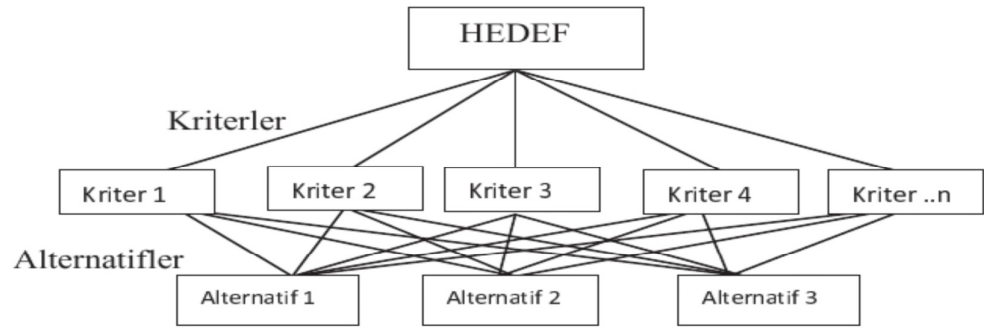 HEDEF
Kriterler
Kriter 1
Kriter 2
Kriter 3
Kriter 4
Kriter ..n
Alternatifler
Alternatif 1
Alternatif 2
Alternatif 3